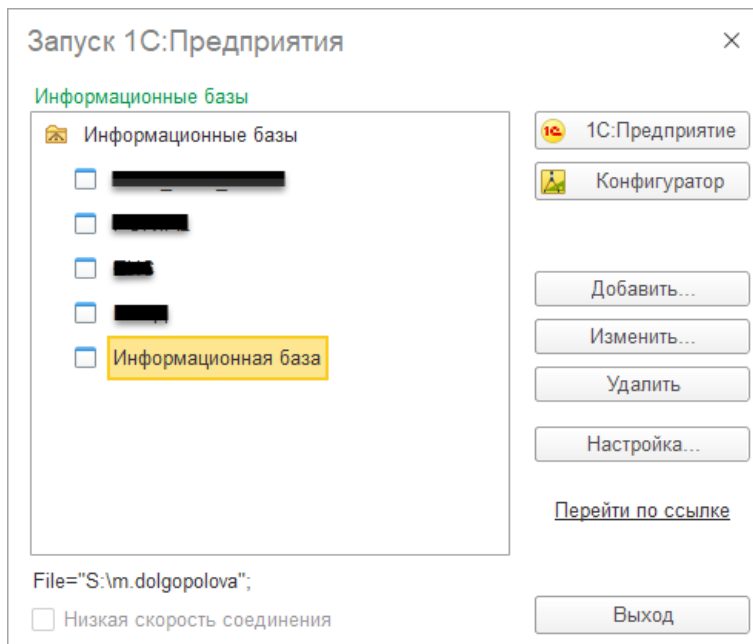 Запуск 1С:Предприятия
Информационные базы
Информационные базы
Информационная база
1С:Предприятие
Конфигуратор
Добавить...
Изменить...
Удалить
Настройка...
Перейти по ссылке
File="S:\m.dolgopolova";
Низкая скорость соединения
Выход